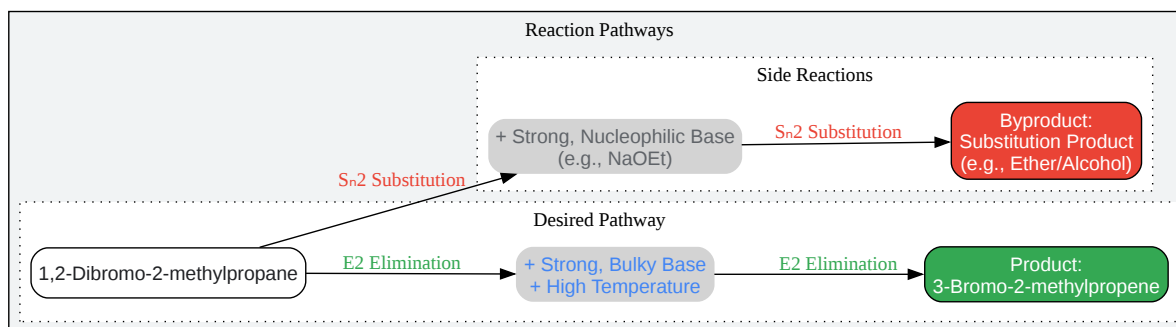 Reaction Pathways
Side Reactions
+ Strong, Nucleophilic Base
(e.g., NaOEt)
Sₙ2 Substitution
Byproduct:
Substitution Product
(e.g., Ether/Alcohol)
Sₙ2 Substitution
Desired Pathway
1,2-Dibromo-2-methylpropane
E2 Elimination
+ Strong, Bulky Base
+ High Temperature
E2 Elimination
Product:
3-Bromo-2-methylpropene